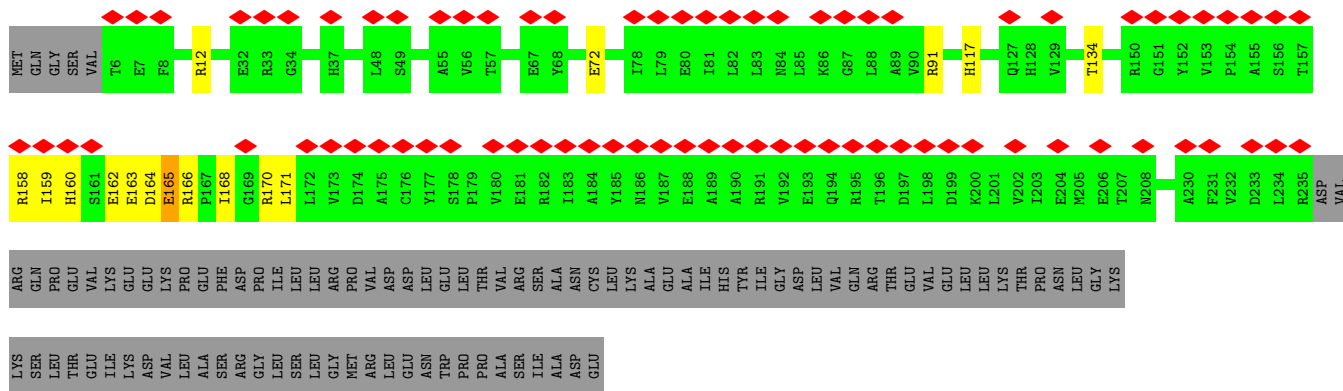 MET GLN GLY SER VAL T6 E7 F8 R12 E32 R33 G34 H37 L48 S49 A55 V56 T57 E67 Y68 E72 I78 L79 E80 I81 L82 L83 N84 L85 K86 G87 L88 A89 V90 R91 H117 Q127 H128 V129 T134 R150 G151 Y152 V153 P154 A155 S156 T157
R158 I159 H160 S161 E162 E163 D164 E165 R166 P167 I168 G169 R170 L171 L172 V173 D174 A175 C176 Y177 S178 P179 V180 E181 R182 I183 A184 Y185 N186 V187 E188 A189 A190 R191 V192 E193 Q194 R195 T196 D197 L198 D199 K200 L201 V202 I203 E204 M205 E206 T207 N208 A230 F231 V232 D233 L234 R235 ASP VAL
ARG GLN PRO GLU VAL LYS GLU GLU LYS PRO GLU PHE ASP PRO ILE LEU LEU ARG PRO VAL ASP ASP LEU GLU LEU THR VAL ARG SER ALA ASN CYS LEU LYS ALA GLU ALA ILE HIS TYR ILE GLY ASP LEU VAL GLN ARG THR GLU VAL GLU LEU LEU LYS THR PRO ASN LEU GLY LYS
LYS SER LEU THR GLU ILE LYS ASP VAL LEU ALA SER ARG GLY LEU SER LEU GLY MET ARG LEU GLU ASN TRP PRO PRO ALA SER ILE ALA ASP GLU